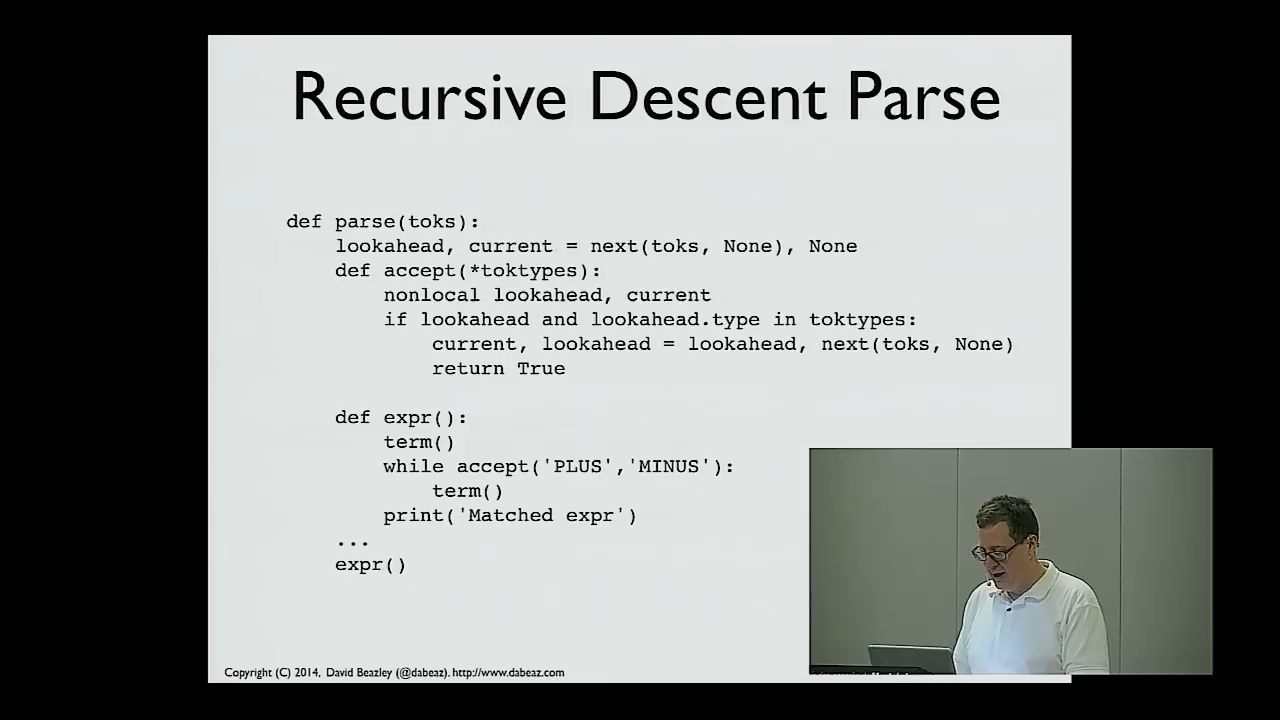 Recursive Descent Parse
def parse(toks):
    lookahead, current = next(toks, None), None
    def accept(*toktypes):
        nonlocal lookahead, current
        if lookahead and lookahead.type in toktypes:
            current, lookahead = lookahead, next(toks, None)
            return True
    def expr():
        term()
        while accept('PLUS','MINUS'):
            term()
        print('Matched expr')
    ...
    expr()
Copyright (C) 2014, David Beazley (@dabeaz). http://www.dabeaz.com